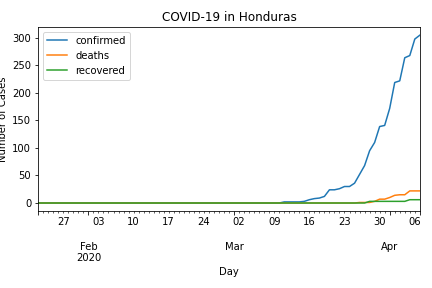 COVID-19 in Honduras
confirmed
deaths
recovered
300
250
200
150
100
50
0
Number of Cases
27 03 10 17 24 02 09 16 23 30 06
Feb Mar Apr
2020
Day